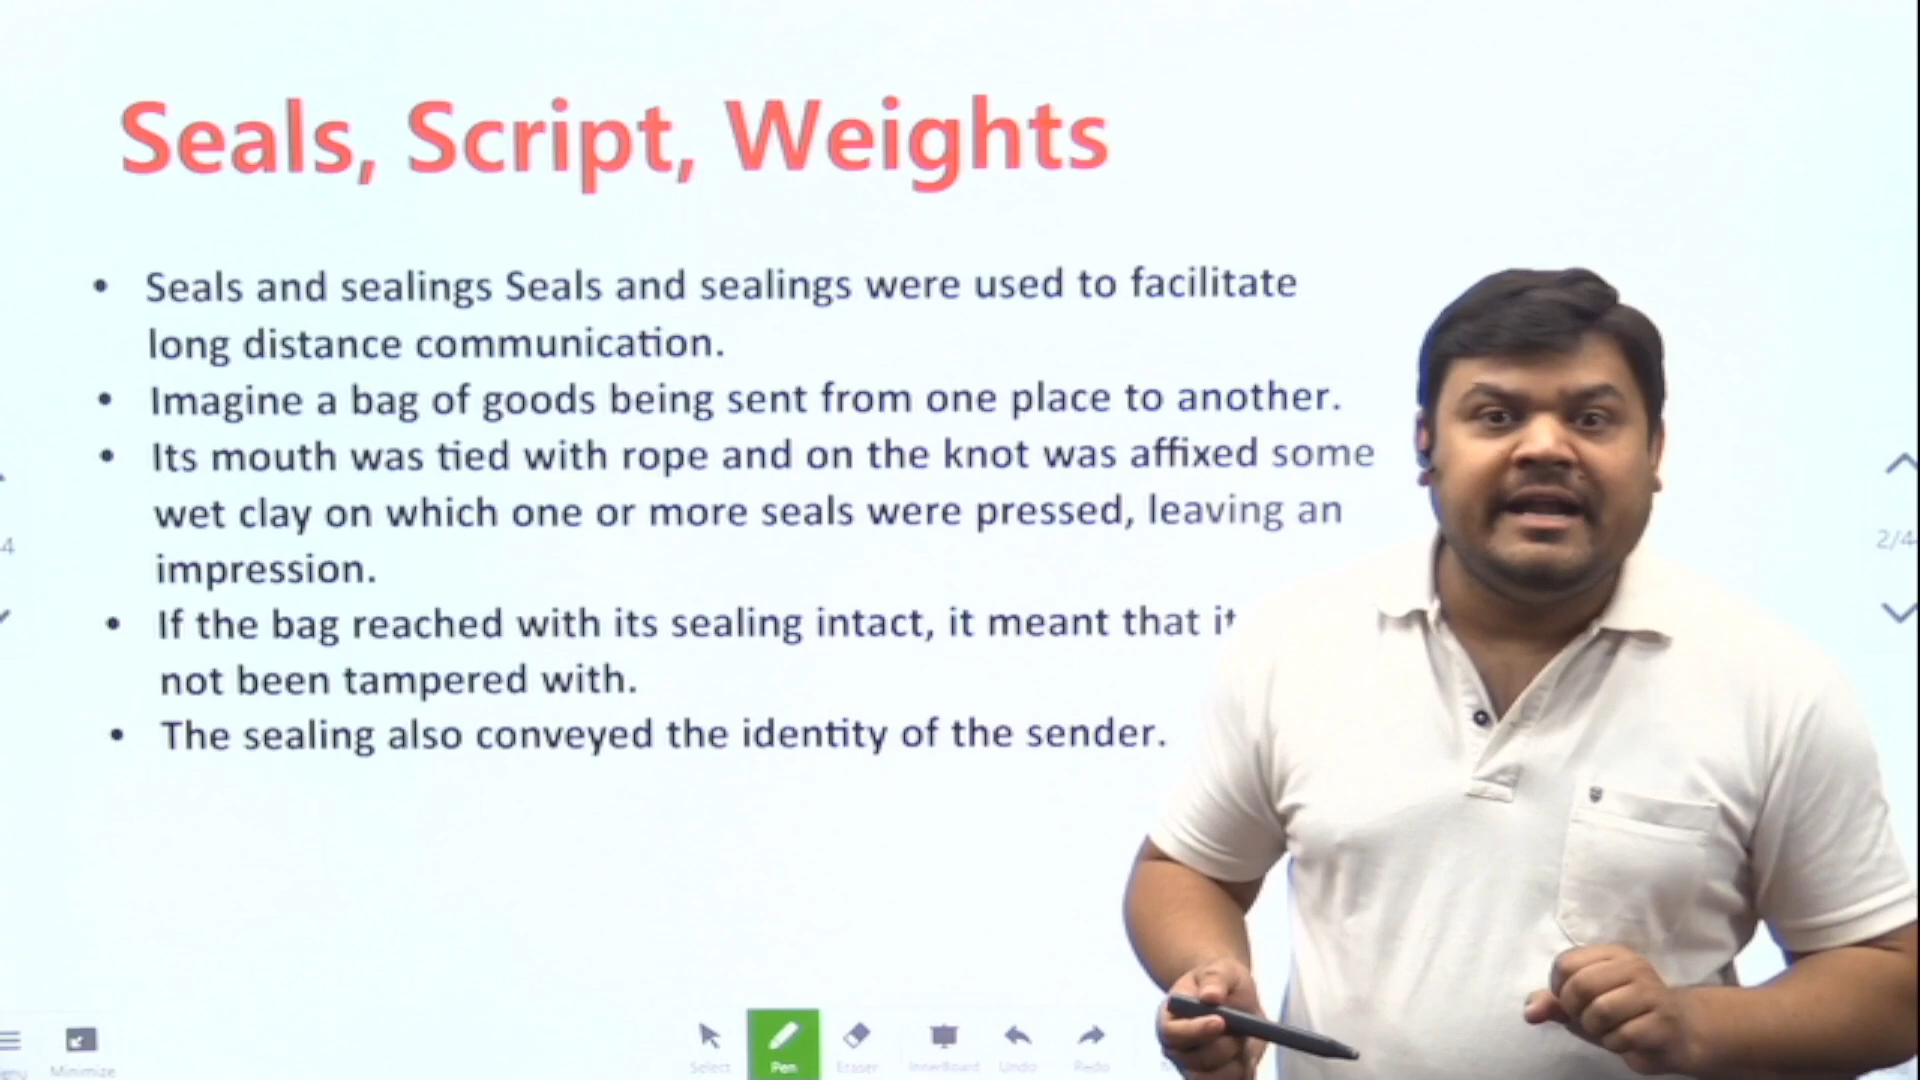 Seals, Script, Weights
• Seals and sealings Seals and sealings were used to facilitate
long distance communication.
• Imagine a bag of goods being sent from one place to another.
• Its mouth was tied with rope and on the knot was affixed some
wet clay on which one or more seals were pressed, leaving an
impression.
• If the bag reached with its sealing intact, it meant that it
not been tampered with.
• The sealing also conveyed the identity of the sender.
4
2/4
Minimize
Select
Pen
Eraser
InnerBoard
Undo
Redo